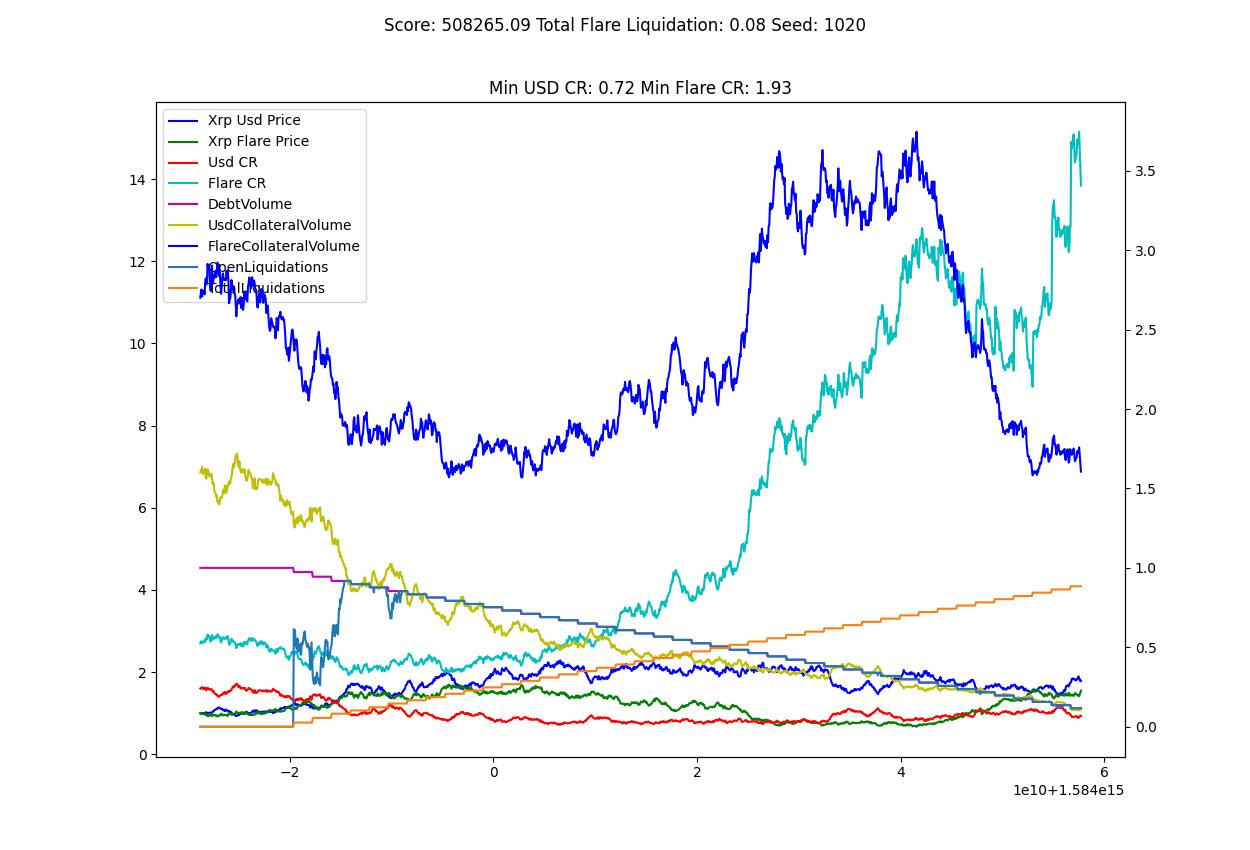 Score: 508265.09 Total Flare Liquidation: 0.08 Seed: 1020
Min USD CR: 0.72 Min Flare CR: 1.93
Xrp Usd Price
Xrp Flare Price
Usd CR
Flare CR
DebtVolume
UsdCollateralVolume
FlareCollateralVolume
OpenLiquidations
TotalLiquidations
14
12
10
8
6
4
2
0
3.5
3.0
2.5
2.0
1.5
1.0
0.5
0.0
−2
0
2
4
6
1e10+1.584e15